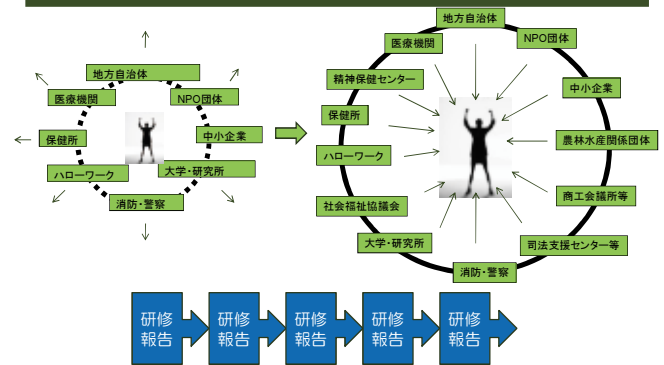 地方自治体
医療機関
NPO団体
保健所
中小企業
ハローワーク
大学・研究所
消防・警察
地方自治体
医療機関
NPO団体
精神保健センター
中小企業
保健所
農林水産関係団体
ハローワーク
商工会議所等
社会福祉協議会
大学・研究所
司法支援センター等
消防・警察
研修
報告
研修
報告
研修
報告
研修
報告
研修
報告